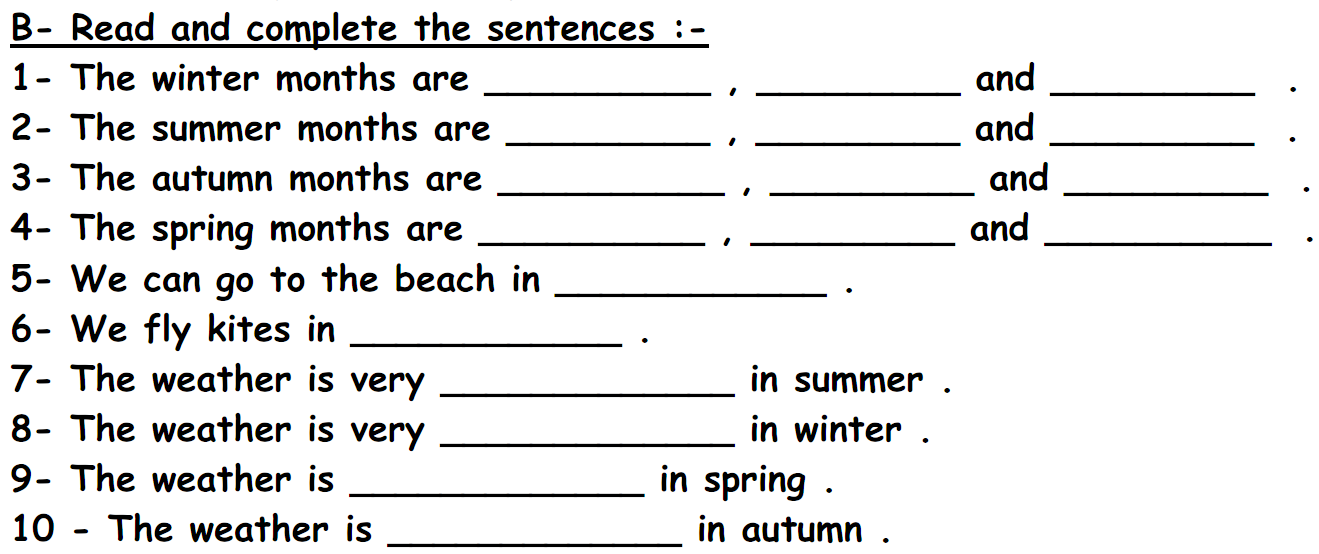 B- Read and complete the sentences :-
1- The winter months are __________ , _________ and _________ .
2- The summer months are _________ , _________ and _________ .
3- The autumn months are __________ , _________ and _________ .
4- The spring months are __________ , _________ and __________ .
5- We can go to the beach in ____________ .
6- We fly kites in ____________ .
7- The weather is very _____________ in summer .
8- The weather is very _____________ in winter .
9- The weather is _____________ in spring .
10 - The weather is _____________ in autumn .